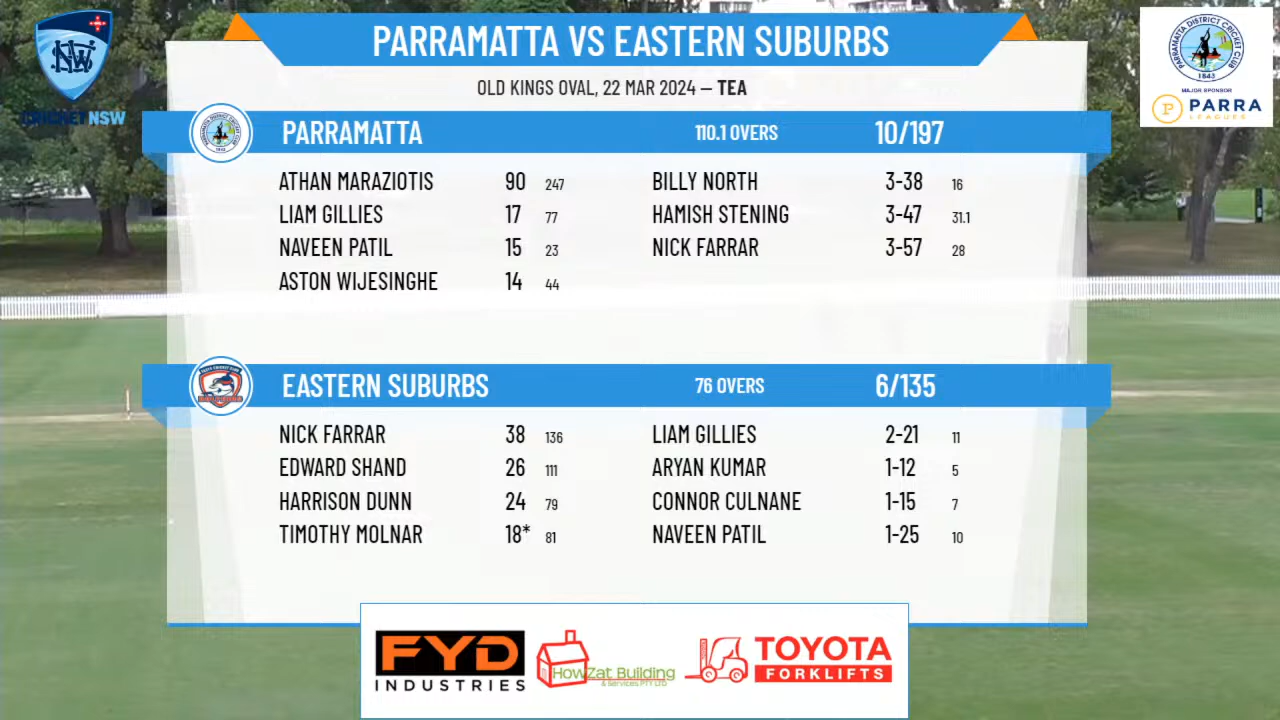 PARRAMATTA VS EASTERN SUBURBS
OLD KINGS OVAL, 22 MAR 2024 – TEA
CRICKET NSW
PARRAMATTA DISTRICT CRICKET CLUB
1843
MAJOR SPONSOR
P PARRA
LEAGUES
PARRAMATTA 110.1 OVERS 10/197
ATHAN MARAZIOTIS 90 247 BILLY NORTH 3-38 16
LIAM GILLIES 17 77 HAMISH STENING 3-47 31.1
NAVEEN PATIL 15 23 NICK FARRAR 3-57 28
ASTON WIJESINGHE 14 44
EASTERN SUBURBS 76 OVERS 6/135
NICK FARRAR 38 136 LIAM GILLIES 2-21 11
EDWARD SHAND 26 111 ARYAN KUMAR 1-12 5
HARRISON DUNN 24 79 CONNOR CULNANE 1-15 7
TIMOTHY MOLNAR 18* 81 NAVEEN PATIL 1-25 10
FYD
INDUSTRIES
HowZat Building
& Services PTY LTD
TOYOTA
FORKLIFTS